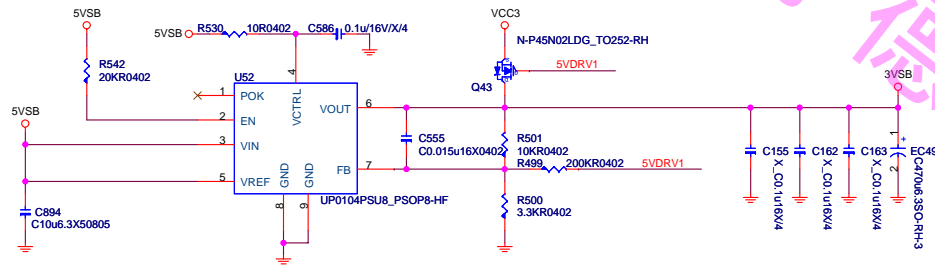 5VSB
R530
10R0402
C586
0.1u/16V/X/4
5VSB
VCC3
N-P45N02LDG_TO252-RH
德
R542
20KR0402
U52
4
5VDRV1
Q43
3VSB
1
POK
VCTRL
VOUT
6
2
EN
5VSB
3
VIN
C555
C0.015u16X0402
R501
10KR0402
R499
200KR0402
5VDRV1
FB
7
5
VREF
GND
GND
8
9
UP0104PSU8_PSOP8-HF
C894
C10u6.3X50805
R500
3.3KR0402
C155
X_C0.1u16X/4
C162
X_C0.1u16X/4
C163
X_C0.1u16X/4
1
+
2
EC49
C470u6.3SO-RH-3